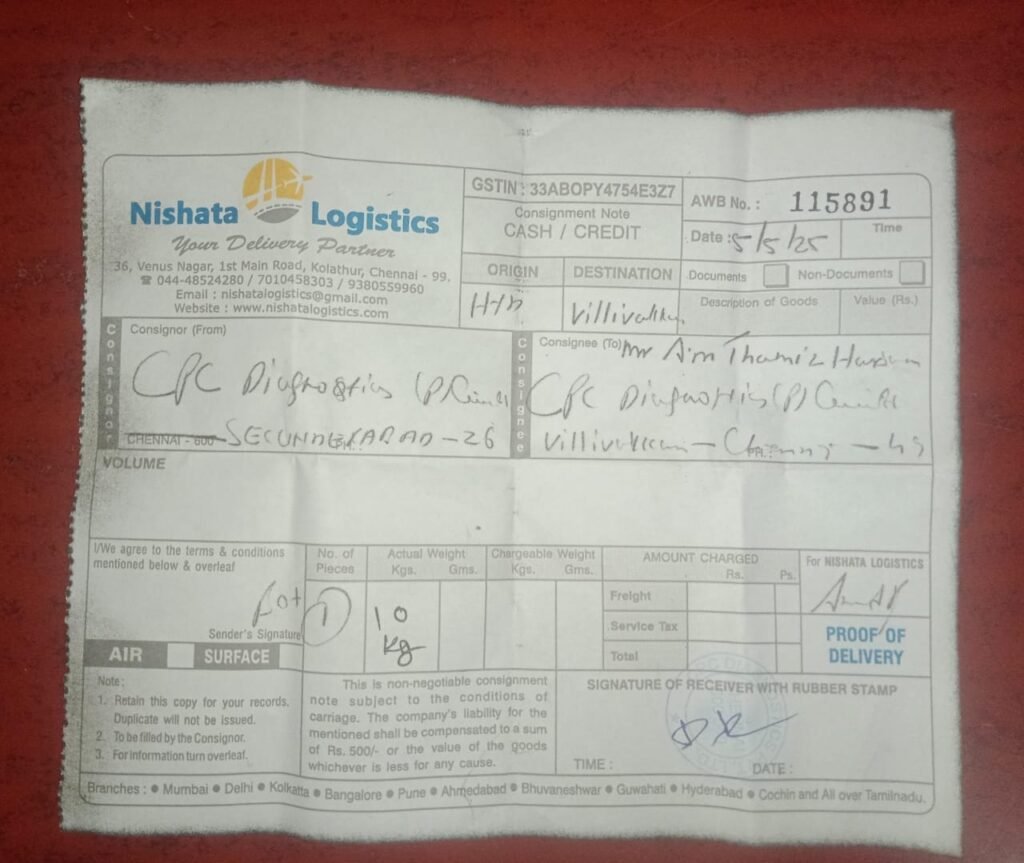 Nishata Logistics
Your Delivery Partner
36, Venus Nagar, 1st Main Road, Kolathur, Chennai - 99.
☎ 044-48524280 / 7010458303 / 9380559960
Email : nishatalogistics@gmail.com
Website : www.nishatalogistics.com
GSTIN : 33ABOPY4754E3Z7
Consignment Note
CASH / CREDIT
AWB No. : 115891
Date : 5/5/25
Time
ORIGIN
DESTINATION
Documents
Non-Documents
Description of Goods
Value (Rs.)
Villivakkam
Consignor
Consignor (From)
CPC Diagnostics (P)
CHENNAI - 600
SECUNDERABAD - 26
Consignee
Consignee (To) Mr
CPC Diagnostics (P)
Villivakkam - Chennai - 49
VOLUME
I/We agree to the terms & conditions
mentioned below & overleaf
Sender's Signature
No. of
Pieces
1
Actual Weight
Kgs. Gms.
10
kg
Chargeable Weight
Kgs. Gms.
AMOUNT CHARGED
Rs. Ps.
Freight
Service Tax
Total
For NISHATA LOGISTICS
PROOF OF
DELIVERY
AIR SURFACE
Note :
1. Retain this copy for your records.
Duplicate will not be issued.
2. To be filled by the Consignor.
3. For information turn overleaf.
This is non-negotiable consignment
note subject to the conditions of
carriage. The company's liability for the
mentioned shall be compensated to a sum
of Rs. 500/- or the value of the goods
whichever is less for any cause.
SIGNATURE OF RECEIVER WITH RUBBER STAMP
TIME :
DATE :
Branches : ● Mumbai ● Delhi ● Kolkatta ● Bangalore ● Pune ● Ahmedabad ● Bhuvaneshwar ● Guwahati ● Hyderabad ● Cochin and All over Tamilnadu.